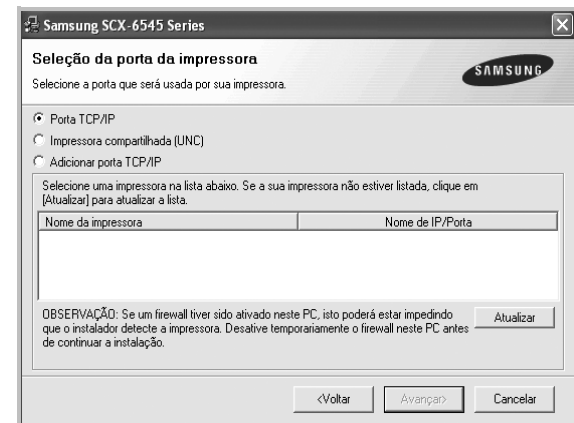 Samsung SCX-6545 Series
Seleção da porta da impressora
Selecione a porta que será usada por sua impressora.
SAMSUNG
Porta TCP/IP
Impressora compartilhada (UNC)
Adicionar porta TCP/IP
Selecione uma impressora na lista abaixo. Se a sua impressora não estiver listada, clique em
[Atualizar] para atualizar a lista.
Nome da impressora
Nome de IP/Porta
OBSERVAÇÃO: Se um firewall tiver sido ativado neste PC, isto poderá estar impedindo
que o instalador detecte a impressora. Desative temporariamente o firewall neste PC antes
de continuar a instalação.
Atualizar
<Voltar
Avançar>
Cancelar